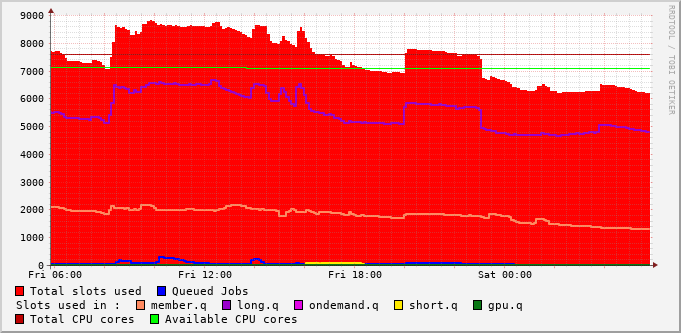 9000
8000
7000
6000
5000
4000
3000
2000
1000
0
Fri 06:00 Fri 12:00 Fri 18:00 Sat 00:00
Total slots used Queued Jobs
Slots used in : member.q long.q ondemand.q short.q gpu.q
Total CPU cores Available CPU cores
RRDTOOL / TOBI OETIKER